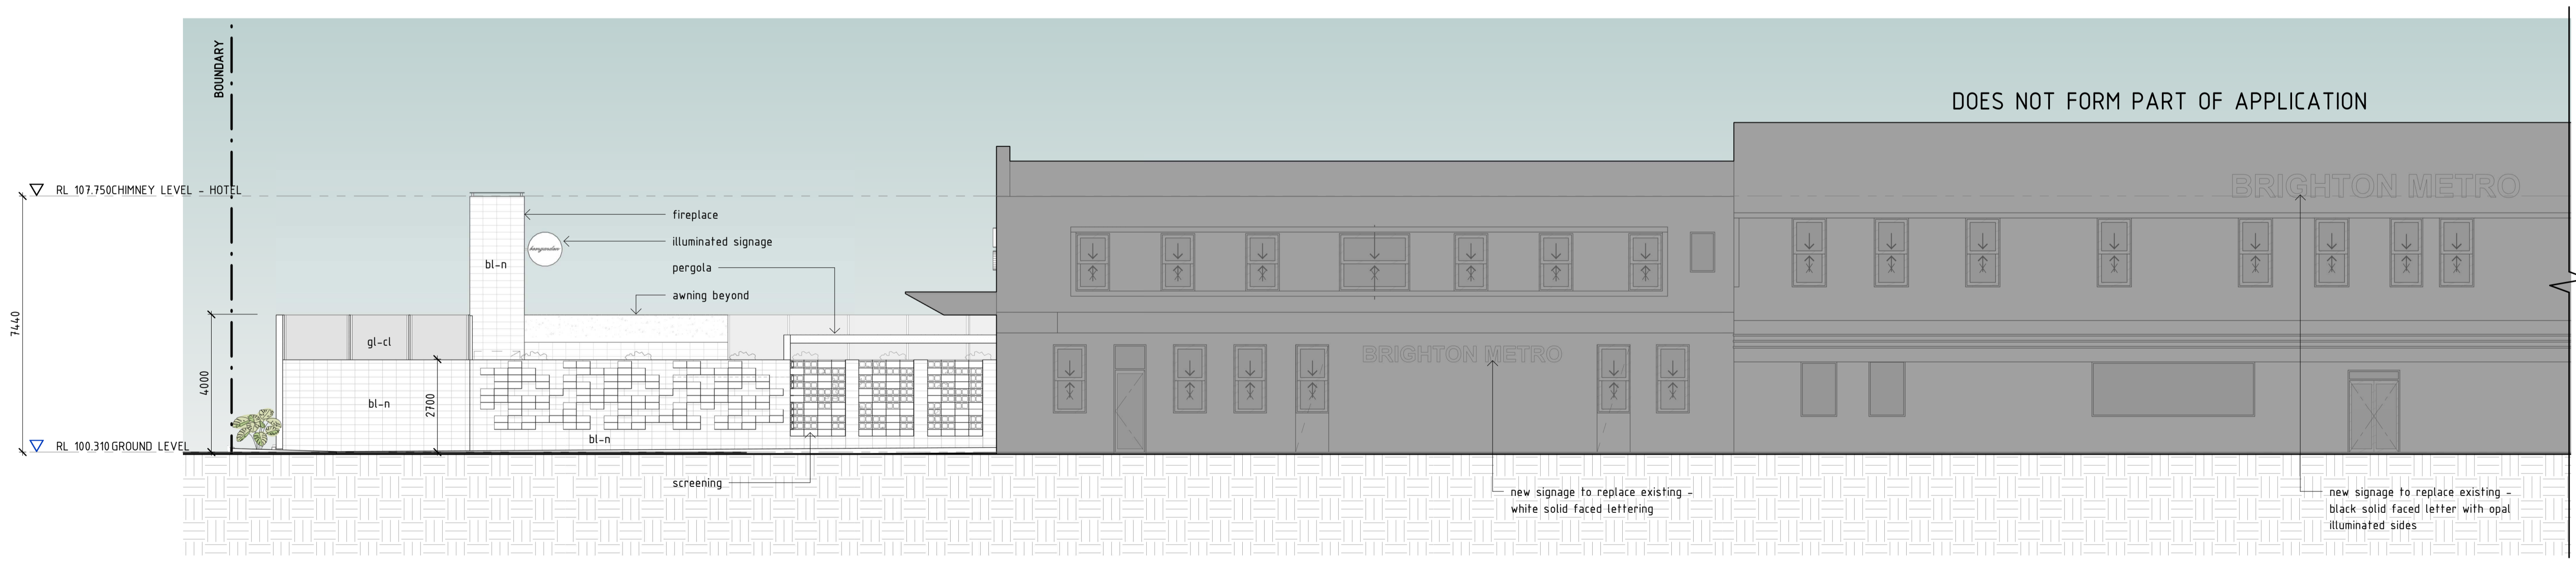 BOUNDARY
DOES NOT FORM PART OF APPLICATION
BRIGHTON METRO
RL 107.750CHIMNEY LEVEL - HOTEL
fireplace
illuminated signage
bl-n
pergola
awning beyond
7440
gl-cl
BRIGHTON METRO
4000
bl-n
2700
bl-n
RL 100.310GROUND LEVEL
screening
new signage to replace existing -
white solid faced lettering
new signage to replace existing -
black solid faced letter with opal
illuminated sides